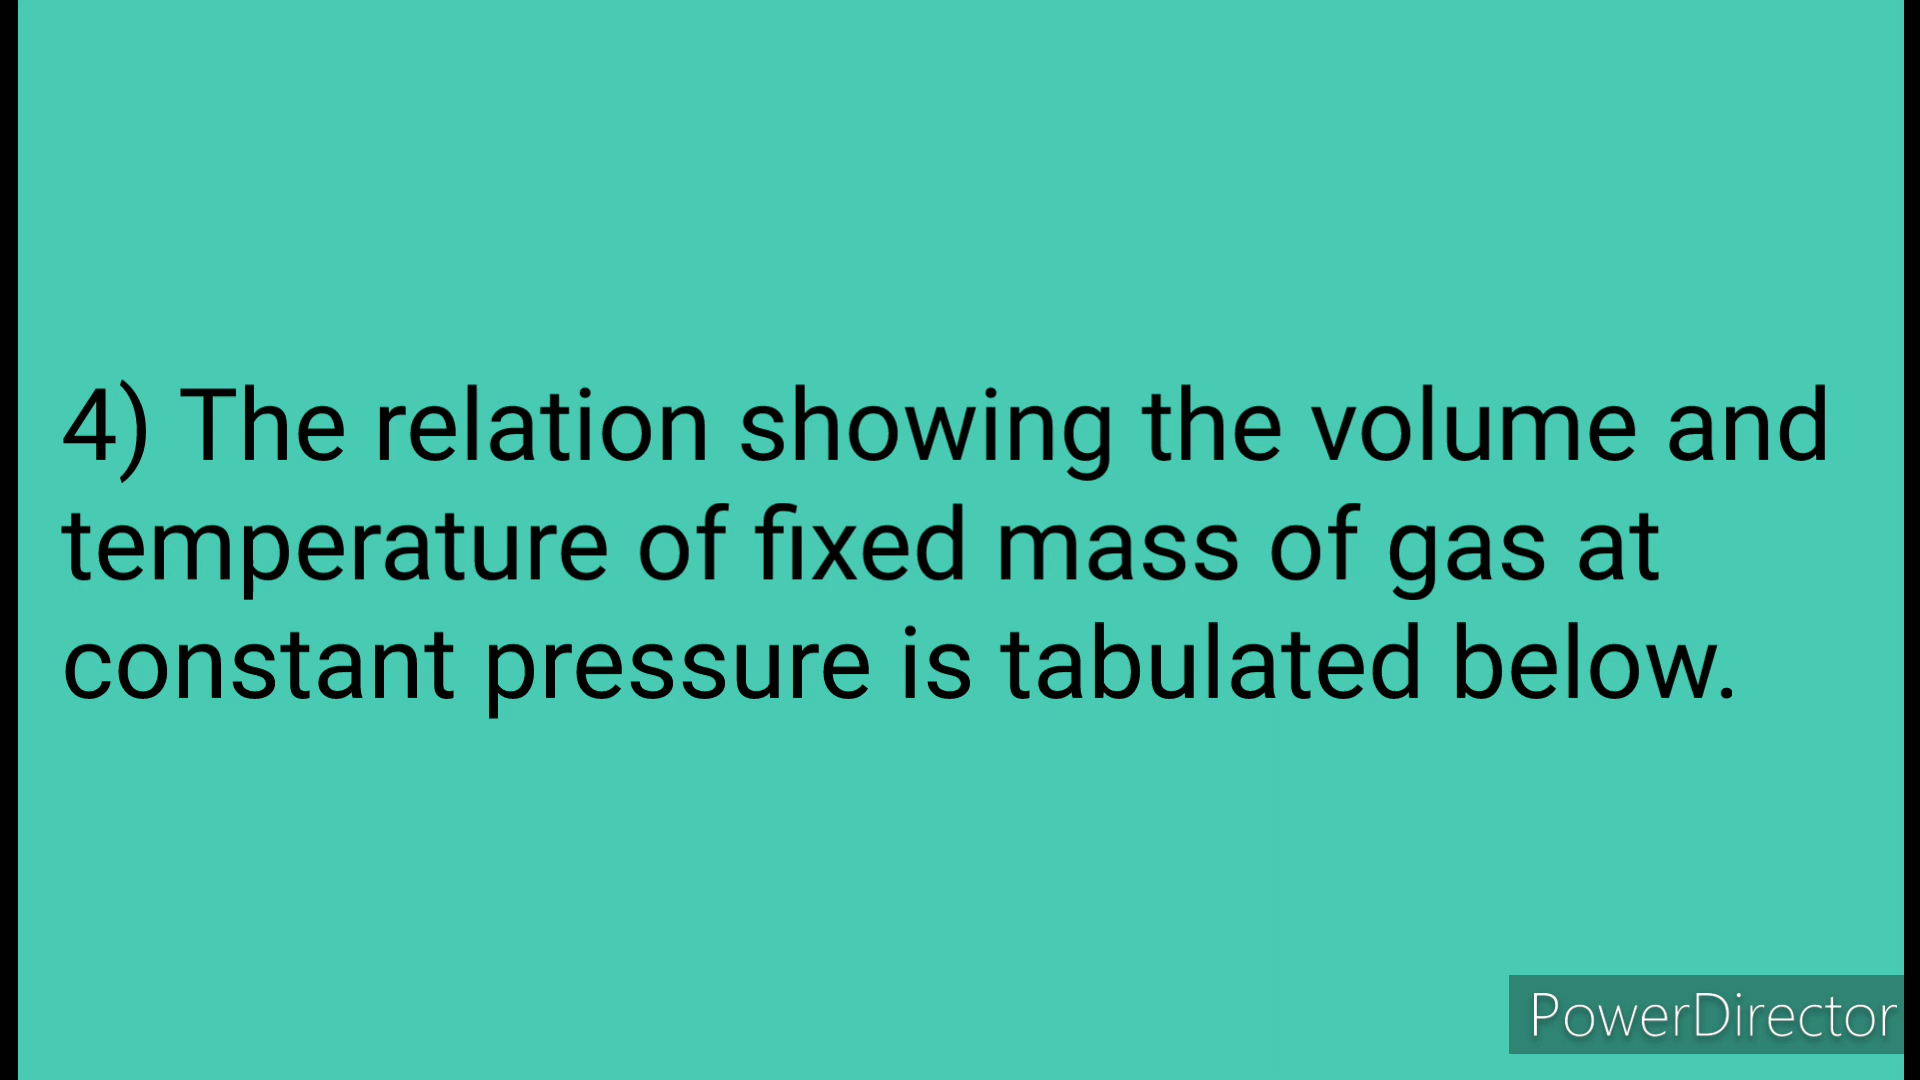 4) The relation showing the volume and
temperature of fixed mass of gas at
constant pressure is tabulated below.
PowerDirector